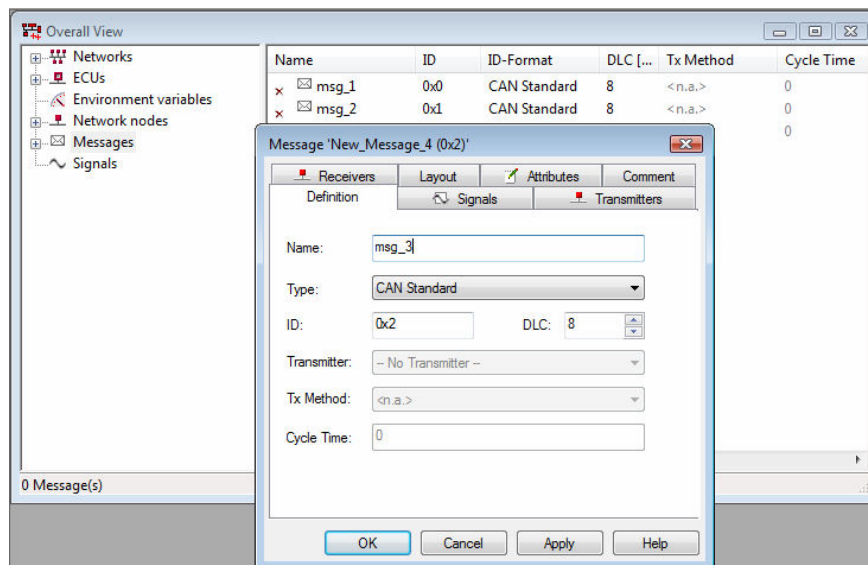 Overall View
Networks
ECUs
Environment variables
Network nodes
Messages
Signals
Name ID ID-Format DLC [... Tx Method Cycle Time
msg_1 0x0 CAN Standard 8 <n.a.> 0
msg_2 0x1 CAN Standard 8 <n.a.> 0
0
Message 'New_Message_4 (0x2)'
Receivers Layout Attributes Comment
Definition Signals Transmitters
Name: msg_3
Type: CAN Standard
ID: 0x2 DLC: 8
Transmitter: -- No Transmitter --
Tx Method: <n.a.>
Cycle Time: 0
OK Cancel Apply Help
0 Message(s)